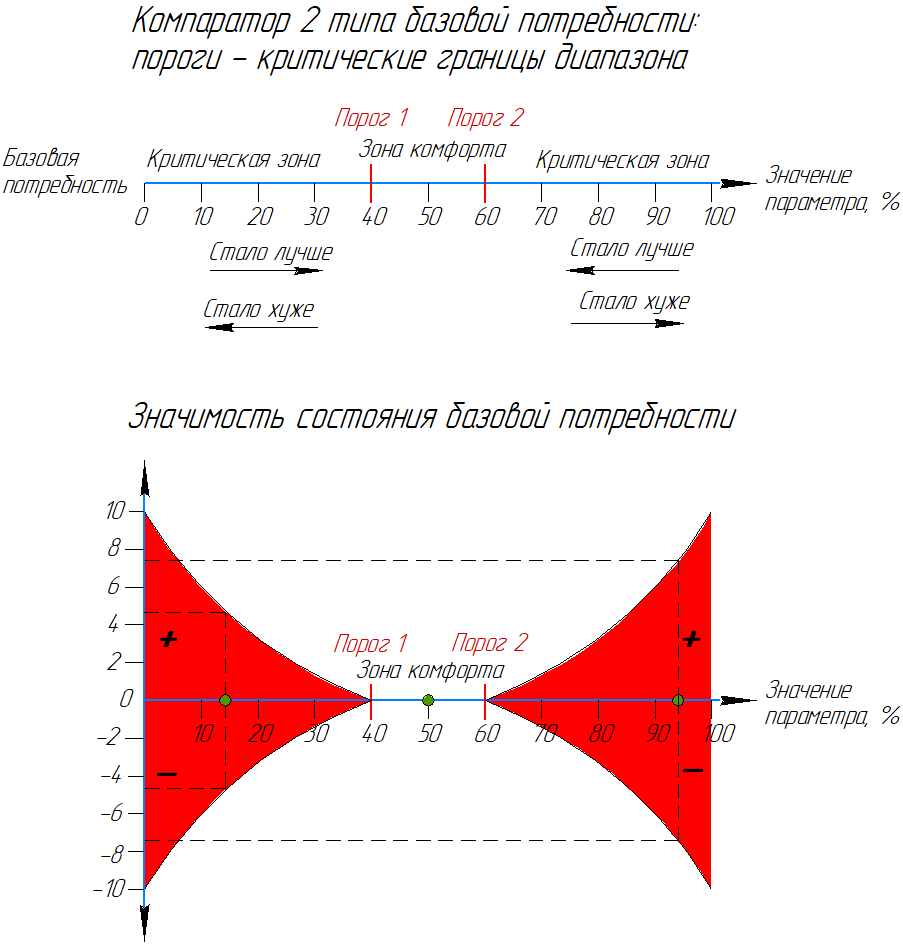 Компаратор 2 типа базовой потребности:
пороги – критические границы диапазона
Порог 1 Порог 2
Базовая
потребность
Критическая зона Зона комфорта Критическая зона
Значение
параметра, %
0 10 20 30 40 50 60 70 80 90 100
Стало лучше Стало лучше
Стало хуже Стало хуже
Значимость состояния базовой потребности
10
8
6
4
+ +
2
Порог 1 Порог 2
Зона комфорта
0
Значение
параметра, %
10 20 30 40 50 60 70 80 90 100
-2
-4
– –
-6
-8
-10